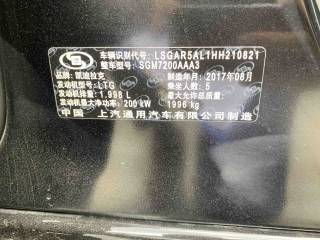 车辆识别代号: LSGAR5AL1HH210821
整车型号: SGM7200AAA3
品牌: 凯迪拉克 制造年月: 2017年08月
发动机型号: LTG 乘坐人数: 5
发动机排量: 1.998 L 最大允许总质量:
发动机最大净功率: 200 kW 1996 kg
中国 上汽通用汽车有限公司制造